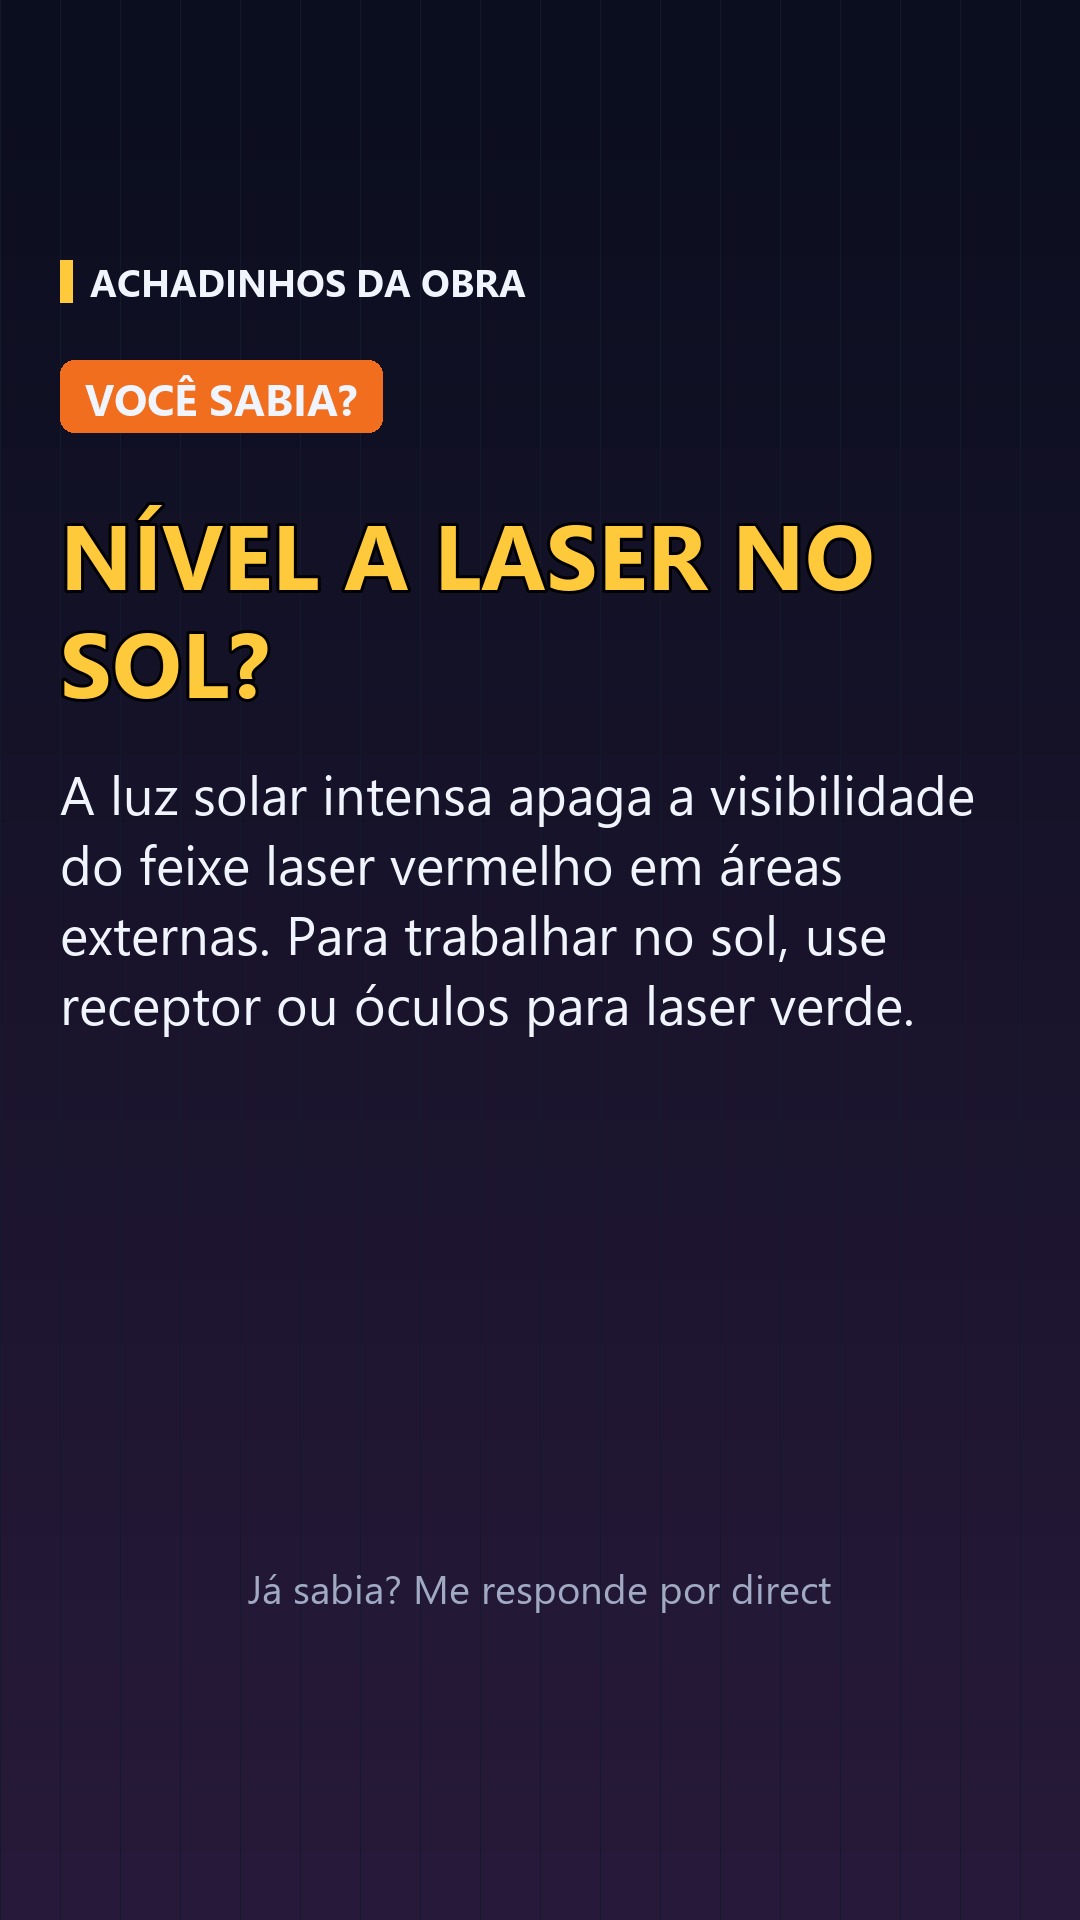 ACHADINHOS DA OBRA
VOCÊ SABIA?
NÍVEL A LASER NO
SOL?
A luz solar intensa apaga a visibilidade
do feixe laser vermelho em áreas
externas. Para trabalhar no sol, use
receptor ou óculos para laser verde.
Já sabia? Me responde por direct